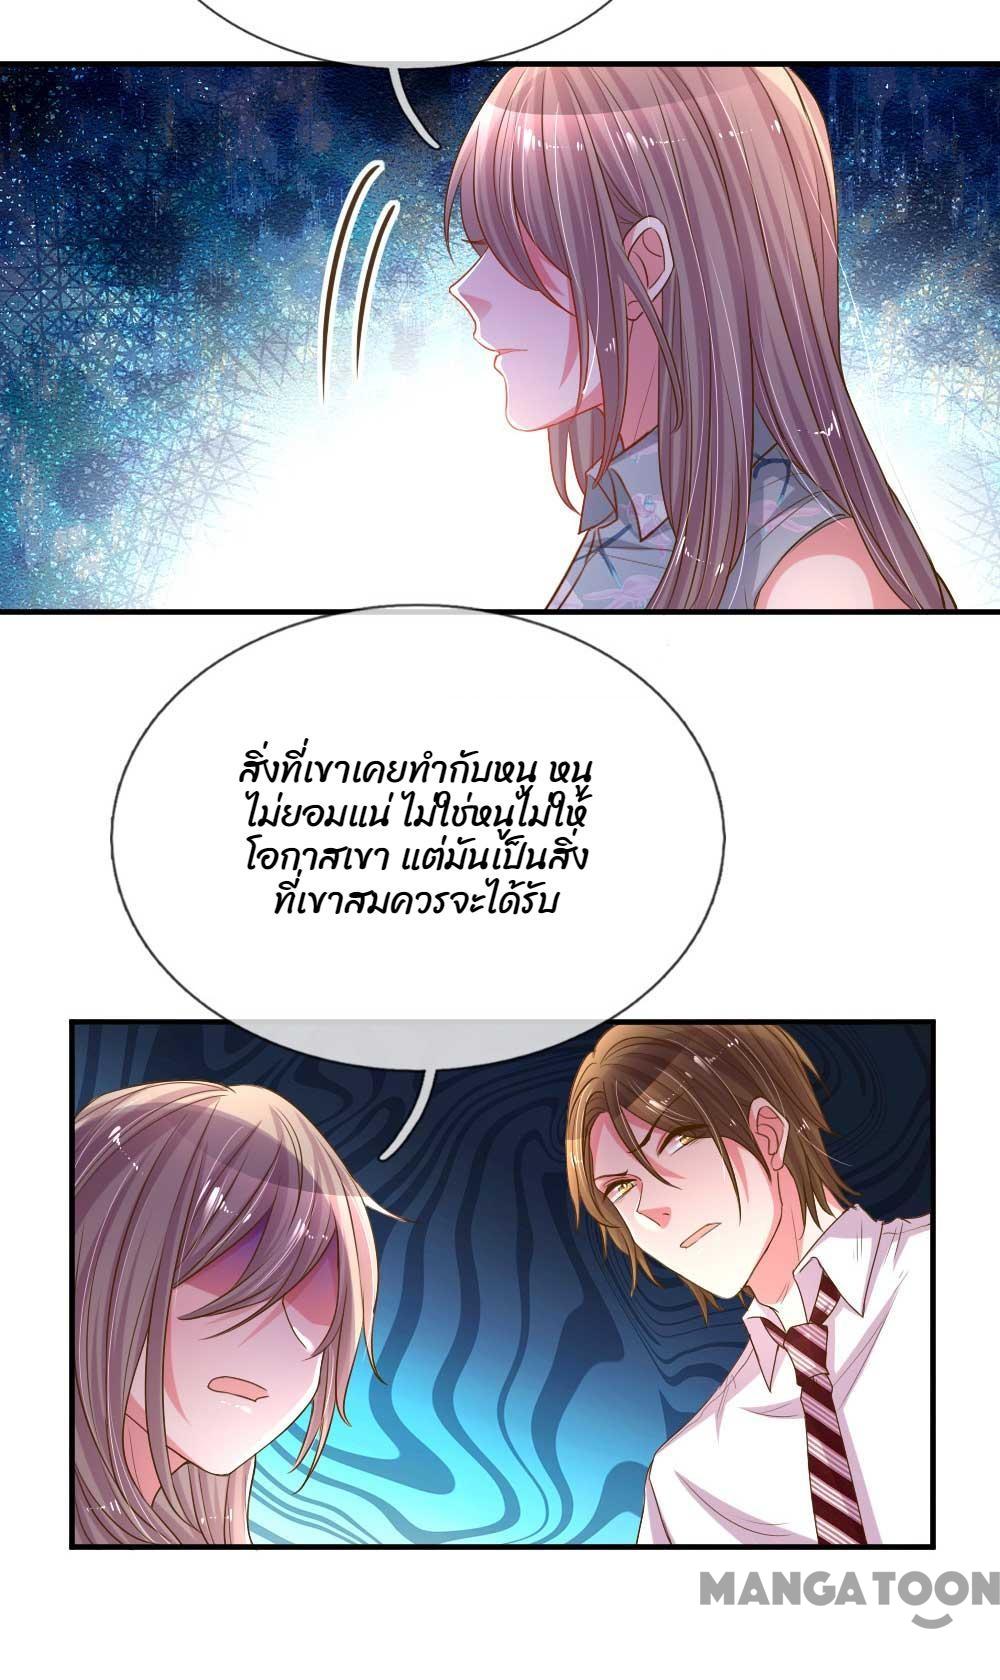 สิ่งที่เขาเคยทำกับหนู หนู
ไม่ยอมแน่ ไม่ใช่หนูไม่ให้
โอกาสเขา แต่มันเป็นสิ่ง
ที่เขาสมควรจะได้รับ
MANGATOON